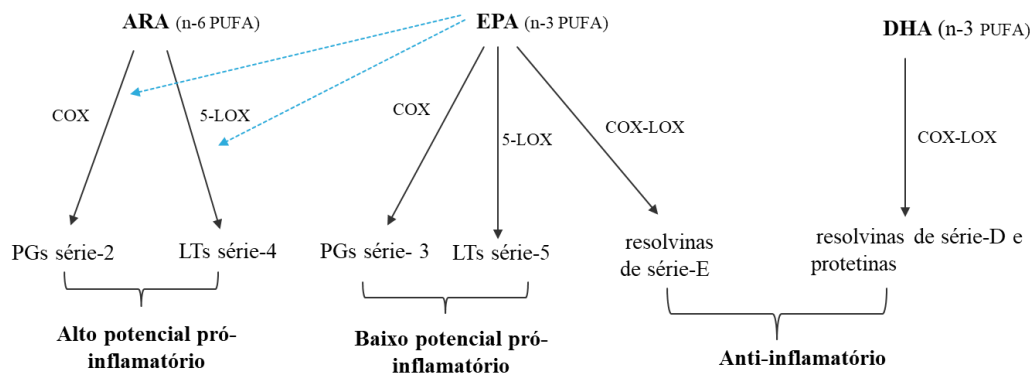 ARA (n-6 PUFA)
EPA (n-3 PUFA)
DHA (n-3 PUFA)
COX
5-LOX
COX
5-LOX
COX-LOX
COX-LOX
PGs série-2
LTs série-4
PGs série- 3
LTs série-5
resolvinas
de série-E
resolvinas de série-D e
protetinas
Alto potencial pró-
inflamatório
Baixo potencial pró-
inflamatório
Anti-inflamatório